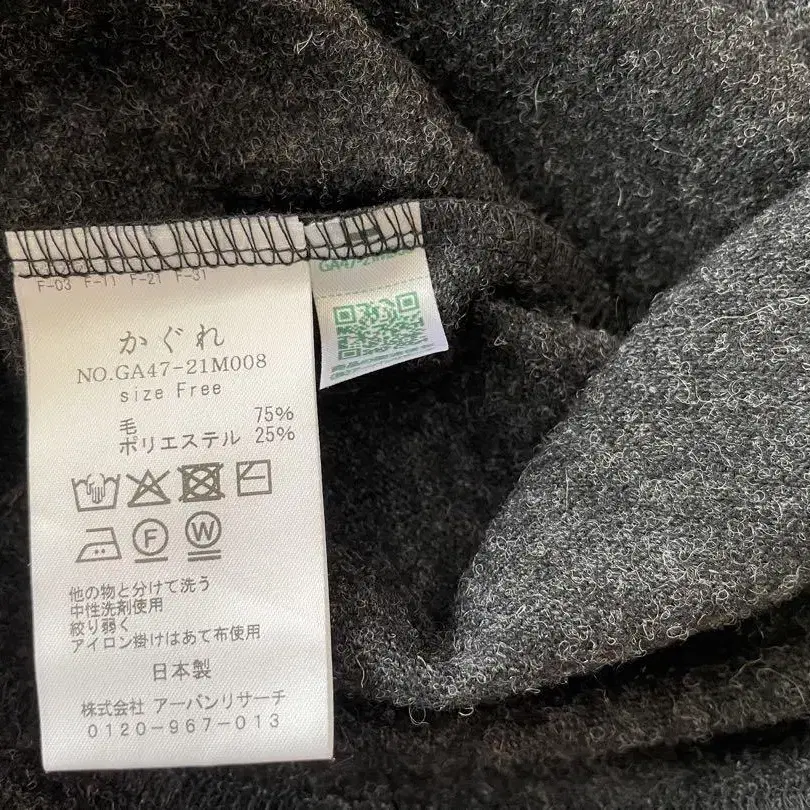 F-03 F-11 F-21 F-31
かぐれ
NO.GA47-21M008
size Free
毛 75%
ポリエステル 25%
F
W
他の物と分けて洗う
中性洗剤使用
絞り弱く
アイロン掛けはあて布使用
日本製
株式会社 アーバンリサーチ
0120-967-013